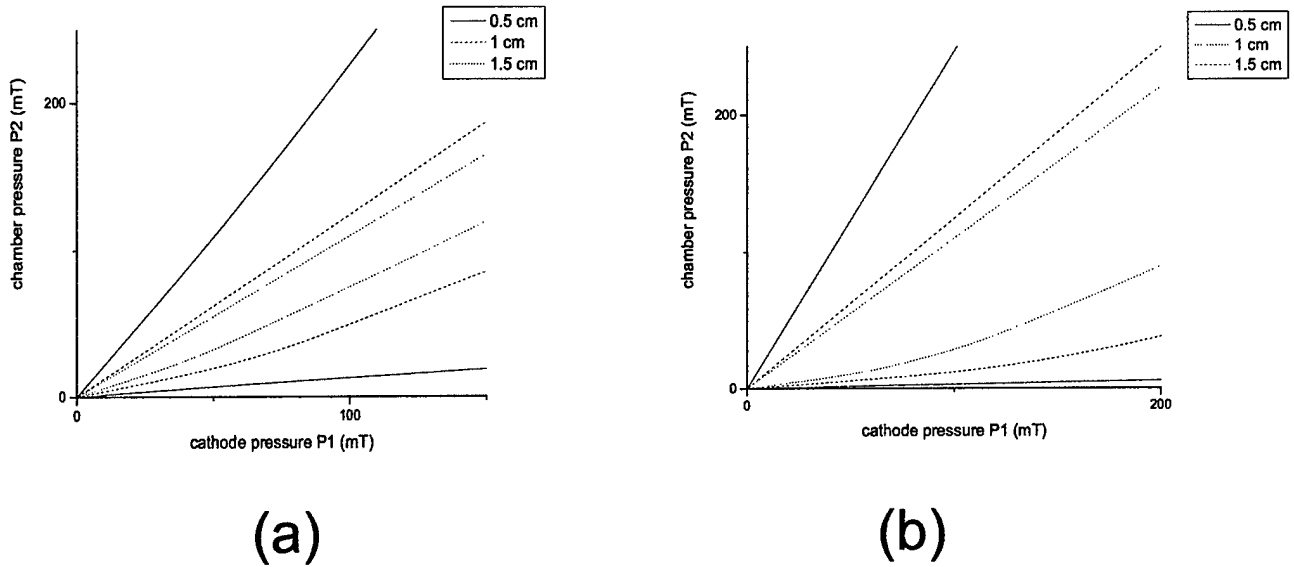 0.5 cm
1 cm
1.5 cm
chamber pressure P2 (mT)
200
0
0
100
cathode pressure P1 (mT)
(a)
0.5 cm
1 cm
1.5 cm
chamber pressure P2 (mT)
200
0
0
200
cathode pressure P1 (mT)
(b)